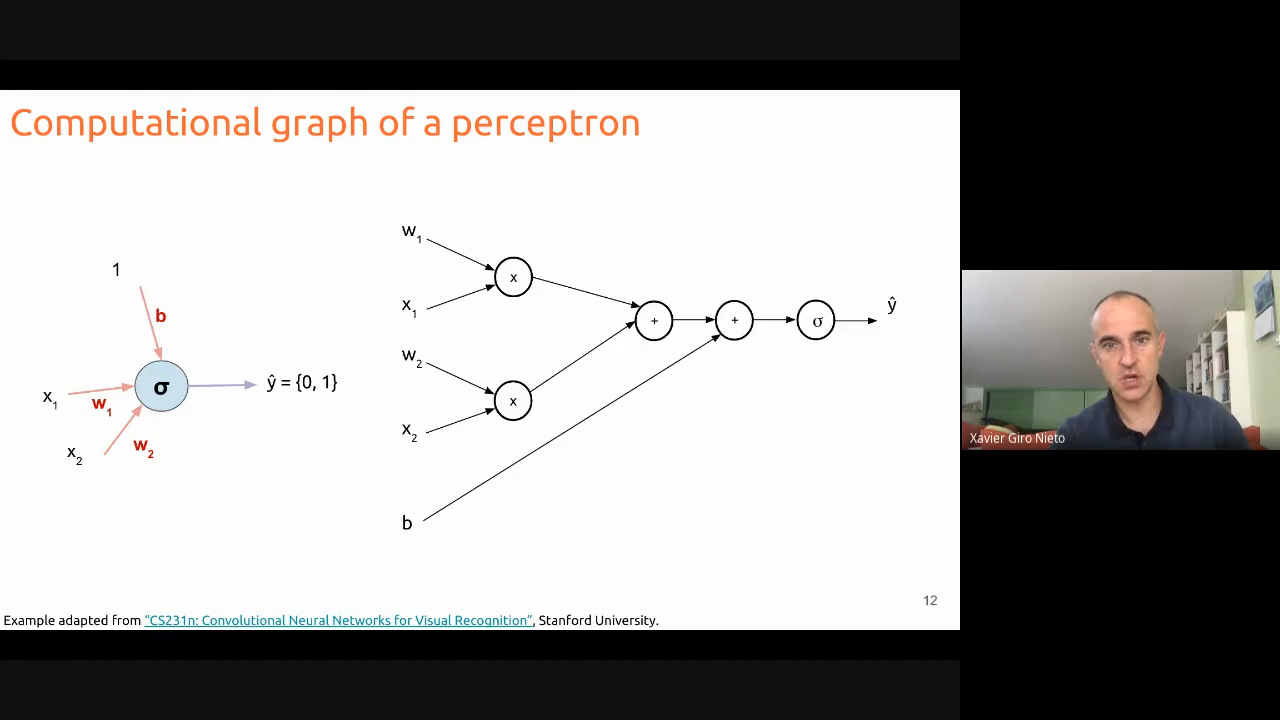 Computational graph of a perceptron
1
b
x1
w1
x2
w2
σ
ŷ = {0, 1}
w1
x1
w2
x2
b
x
x
+
+
σ
ŷ
12
Example adapted from “CS231n: Convolutional Neural Networks for Visual Recognition”, Stanford University.
Xavier Giro Nieto